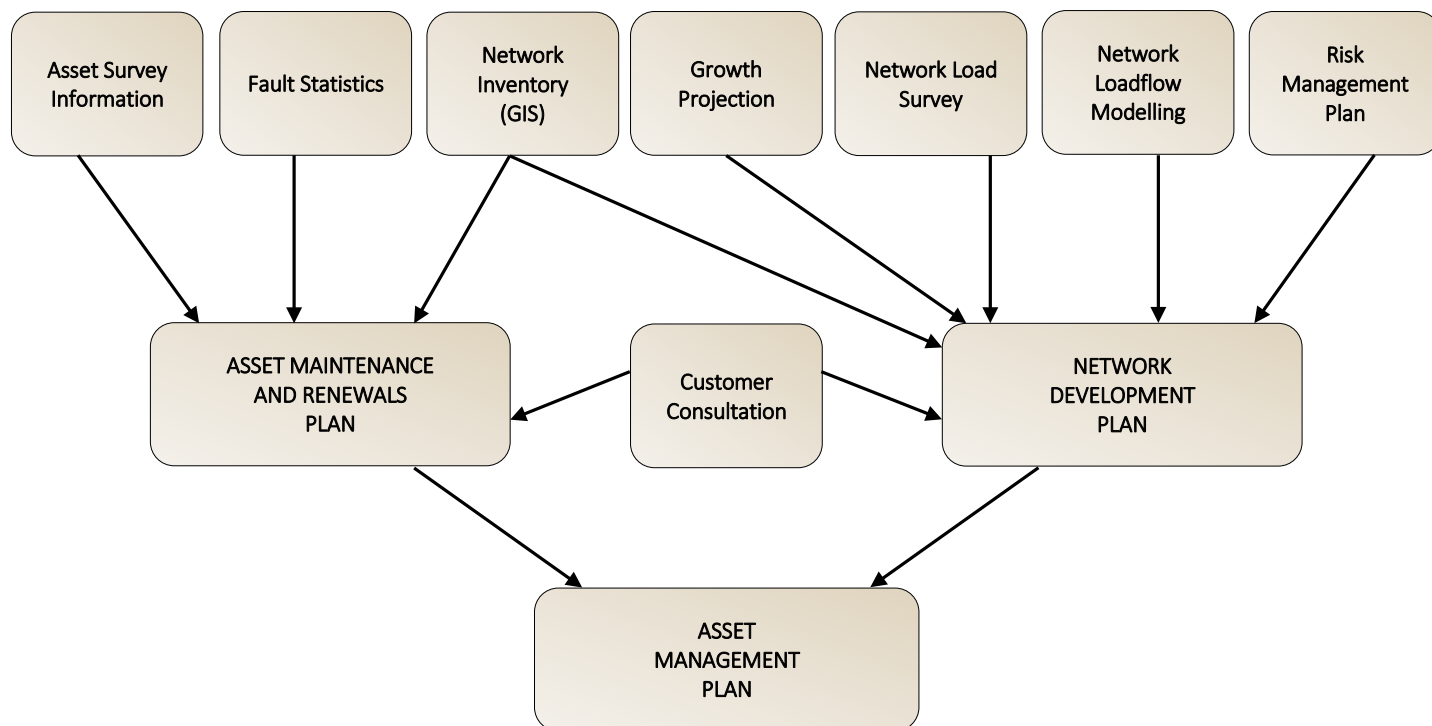 Asset Survey
Information
Fault Statistics
Network
Inventory
(GIS)
Growth
Projection
Network Load
Survey
Network
Loadflow
Modelling
Risk
Management
Plan
ASSET MAINTENANCE
AND RENEWALS
PLAN
Customer
Consultation
NETWORK
DEVELOPMENT
PLAN
ASSET
MANAGEMENT
PLAN